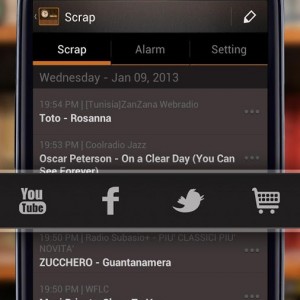 Scrap
Scrap
Alarm
Setting
Wednesday - Jan 09, 2013
19:54 PM | [Tunisia]ZanZana Webradio
Toto - Rosanna
19:53 PM | Coolradio Jazz
Oscar Peterson - On a Clear Day (You Can
See Forever)
You
Tube
19:50 PM | Radio Subasio+ - PIU' CLASSICI PIU'
NOVITA'
ZUCCHERO - Guantanamera
19:50 PM | WFLC